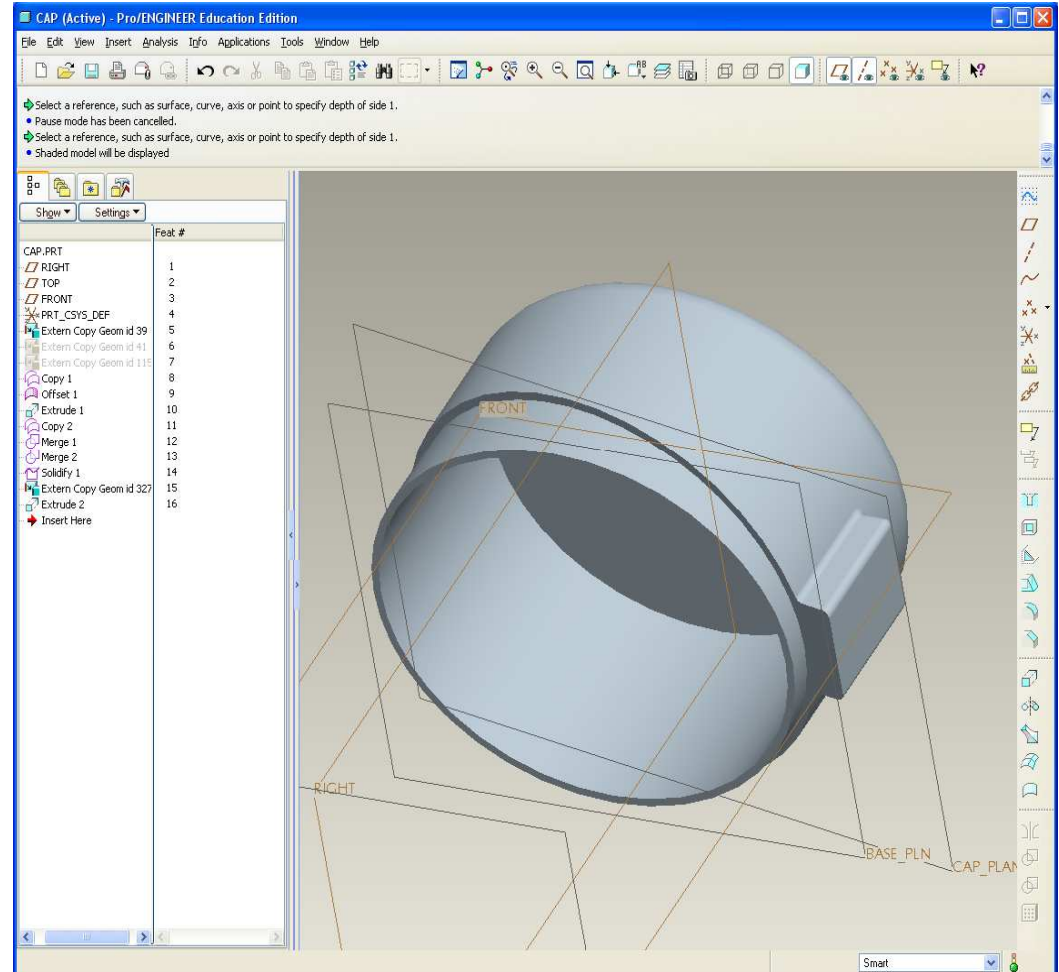 CAP (Active) - Pro/ENGINEER Education Edition
File Edit View Insert Analysis Info Applications Tools Window Help
Select a reference, such as surface, curve, axis or point to specify depth of side 1.
Pause mode has been cancelled.
Select a reference, such as surface, curve, axis or point to specify depth of side 1.
Shaded model will be displayed
Show Settings
Feat #
CAP.PRT
RIGHT 1
TOP 2
FRONT 3
PRT_CSYS_DEF 4
Extern Copy Geom id 39 5
Extern Copy Geom id 41 6
Extern Copy Geom id 115 7
Copy 1 8
Offset 1 9
Extrude 1 10
Copy 2 11
Merge 1 12
Merge 2 13
Solidify 1 14
Extern Copy Geom id 327 15
Extrude 2 16
Insert Here
FRONT
RIGHT
BASE_PLN
CAP_PLAN
Smart